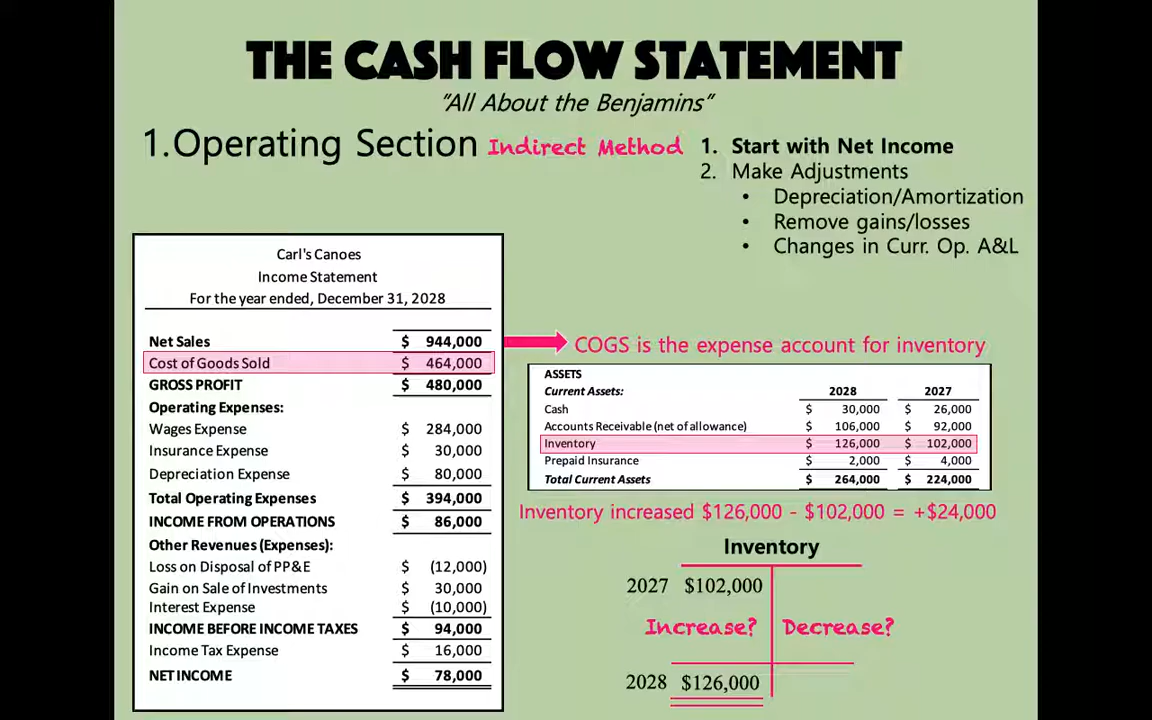 THE CASH FLOW STATEMENT
"All About the Benjamins"
1.Operating Section Indirect Method
1. Start with Net Income
2. Make Adjustments
• Depreciation/Amortization
• Remove gains/losses
• Changes in Curr. Op. A&L
Carl's Canoes
Income Statement
For the year ended, December 31, 2028
Net Sales $ 944,000
Cost of Goods Sold $ 464,000
GROSS PROFIT $ 480,000
Operating Expenses:
Wages Expense $ 284,000
Insurance Expense $ 30,000
Depreciation Expense $ 80,000
Total Operating Expenses $ 394,000
INCOME FROM OPERATIONS $ 86,000
Other Revenues (Expenses):
Loss on Disposal of PP&E $ (12,000)
Gain on Sale of Investments $ 30,000
Interest Expense $ (10,000)
INCOME BEFORE INCOME TAXES $ 94,000
Income Tax Expense $ 16,000
NET INCOME $ 78,000
COGS is the expense account for inventory
ASSETS
Current Assets: 2028 2027
Cash $ 30,000 $ 26,000
Accounts Receivable (net of allowance) $ 106,000 $ 92,000
Inventory $ 126,000 $ 102,000
Prepaid Insurance $ 2,000 $ 4,000
Total Current Assets $ 264,000 $ 224,000
Inventory increased $126,000 - $102,000 = +$24,000
Inventory
2027 $102,000
Increase? Decrease?
2028 $126,000